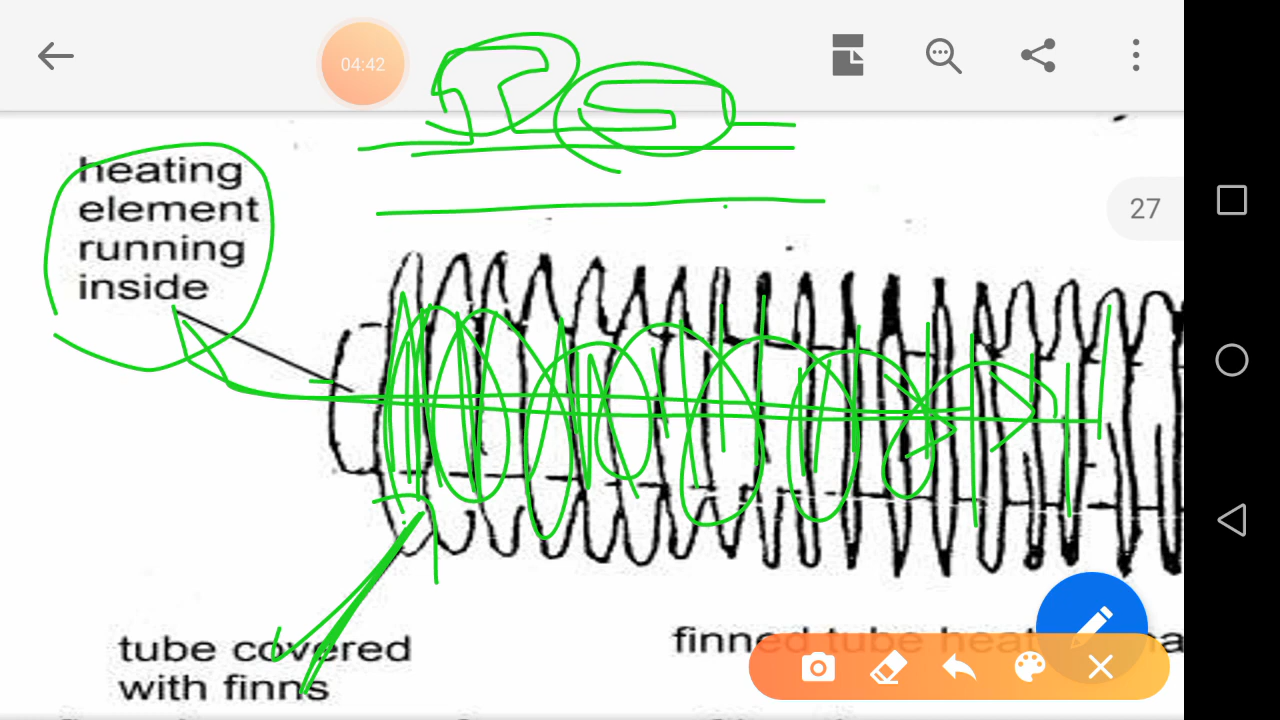 04:42
heating
element
running
inside
27
tube covered
with finns
finned tube heat